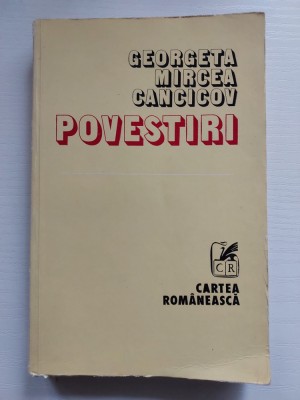 GEORGETA
MIRCEA
CANCICOV
POVESTIRI
CR
CARTEA
ROMÂNEASCĂ